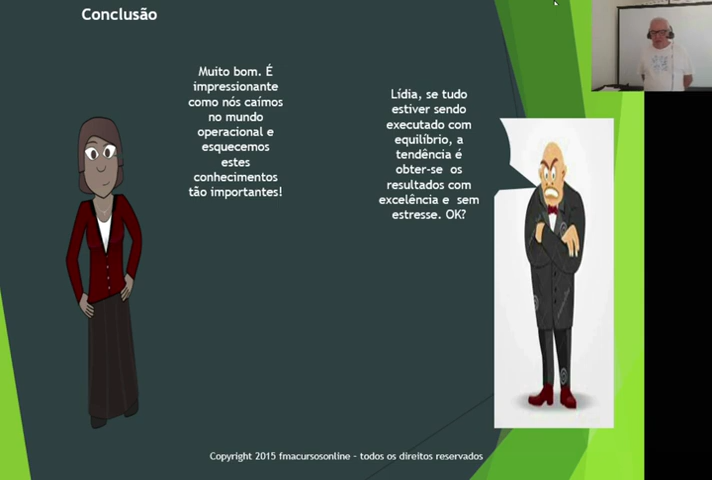 Conclusão
Muito bom. É
impressionante
como nós caímos
no mundo
operacional e
esquecemos
estes
conhecimentos
tão importantes!
Lídia, se tudo
estiver sendo
executado com
equilíbrio, a
tendência é
obter-se os
resultados com
excelência e sem
estresse. OK?
Copyright 2015 fmacursosonline - todos os direitos reservados